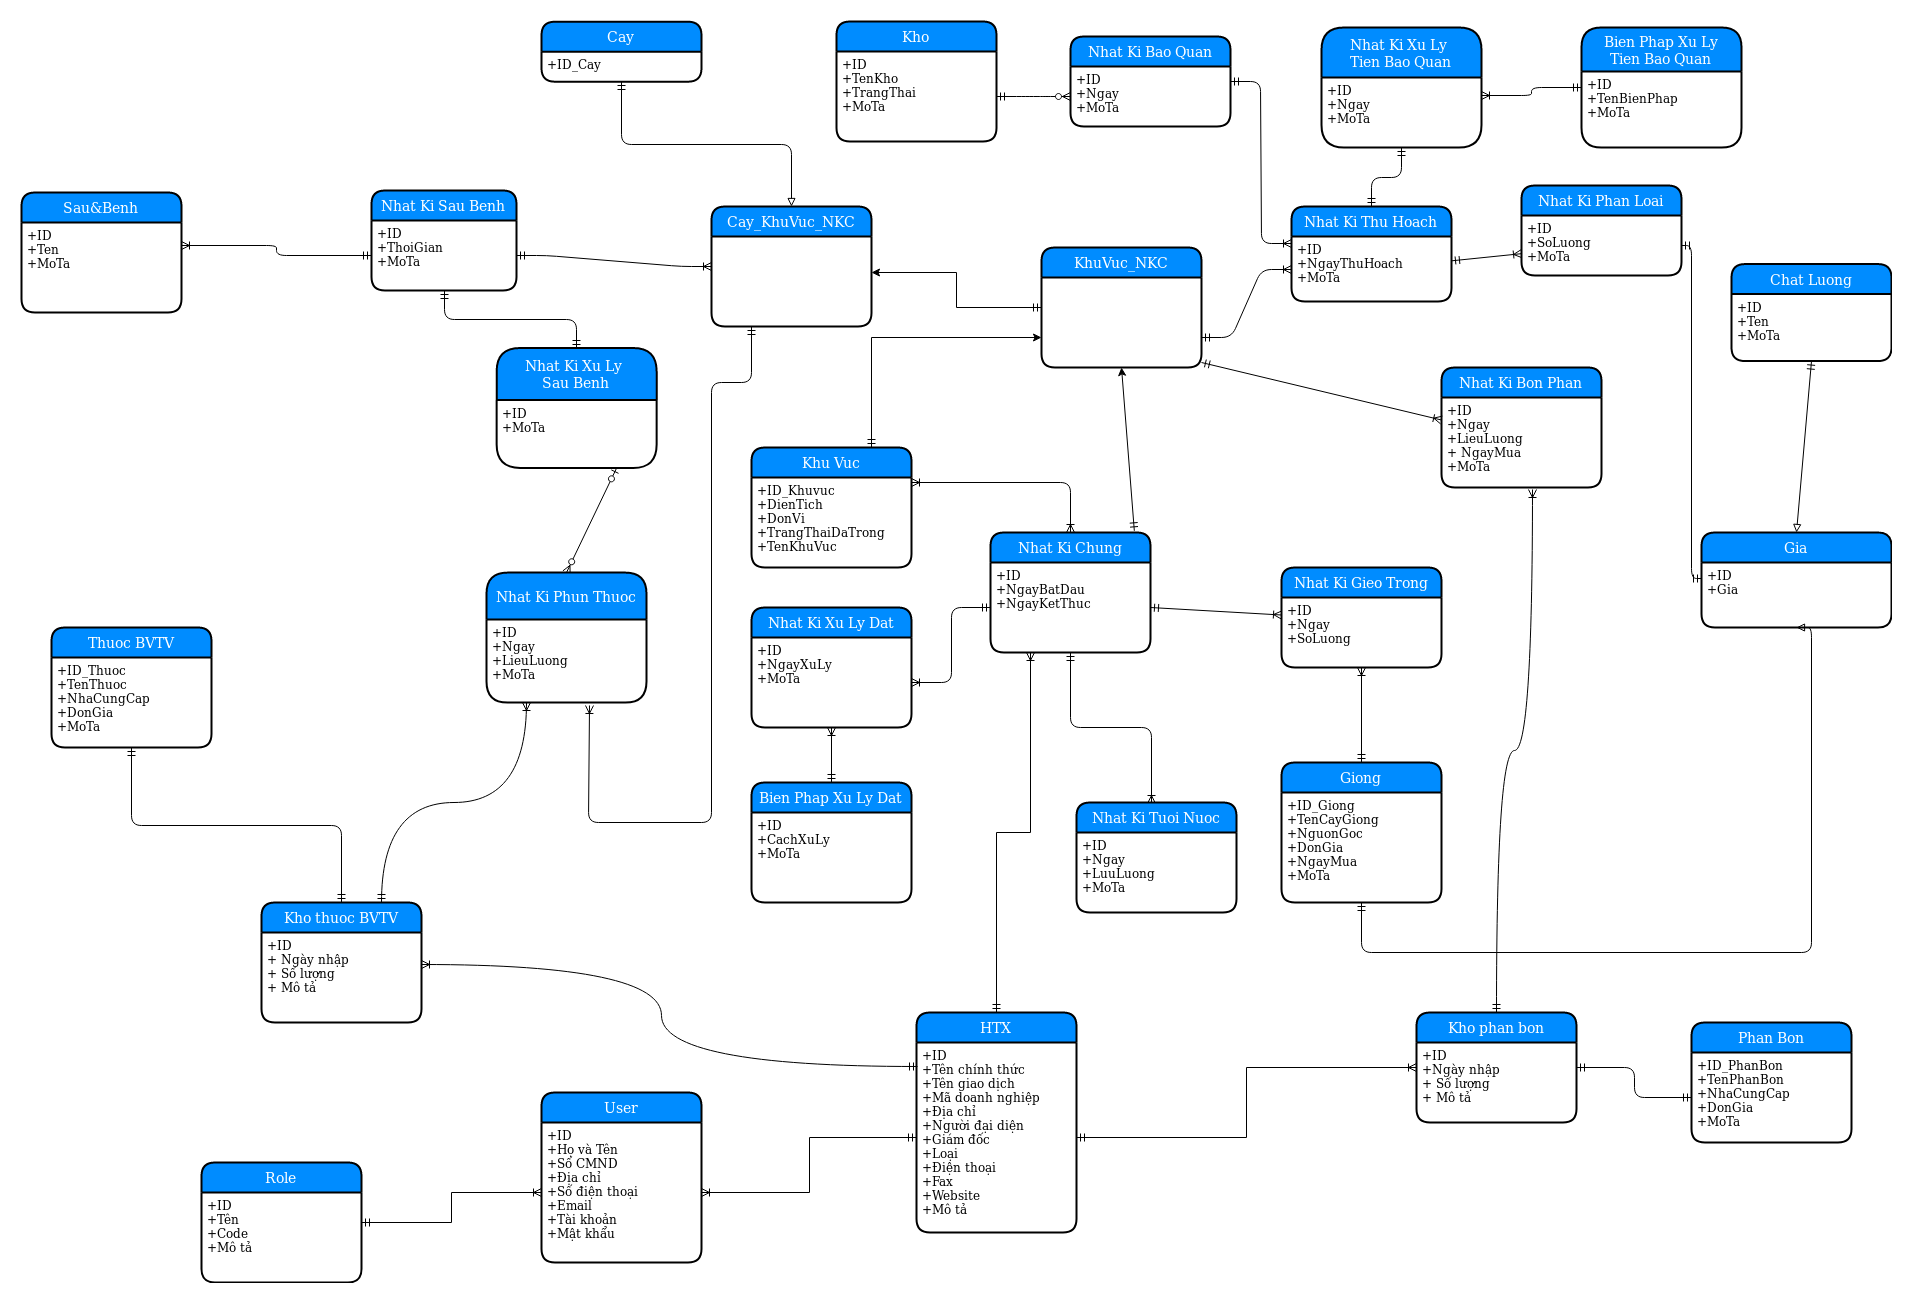 Cay
+ID_Cay
Kho
+ID
+TenKho
+TrangThai
+MoTa
Nhat Ki Bao Quan
+ID
+Ngay
+MoTa
Nhat Ki Xu Ly
Tien Bao Quan
+ID
+Ngay
+MoTa
Bien Phap Xu Ly
Tien Bao Quan
+ID
+TenBienPhap
+MoTa
Sau&Benh
+ID
+Ten
+MoTa
Nhat Ki Sau Benh
+ID
+ThoiGian
+MoTa
Cay_KhuVuc_NKC
KhuVuc_NKC
Nhat Ki Thu Hoach
+ID
+NgayThuHoach
+MoTa
Nhat Ki Phan Loai
+ID
+SoLuong
+MoTa
Chat Luong
+ID
+Ten
+MoTa
Nhat Ki Xu Ly
Sau Benh
+ID
+MoTa
Nhat Ki Bon Phan
+ID
+Ngay
+LieuLuong
+ NgayMua
+MoTa
Khu Vuc
+ID_Khuvuc
+DienTich
+DonVi
+TrangThaiDaTrong
+TenKhuVuc
Nhat Ki Chung
+ID
+NgayBatDau
+NgayKetThuc
Gia
+ID
+Gia
Nhat Ki Phun Thuoc
+ID
+Ngay
+LieuLuong
+MoTa
Nhat Ki Gieo Trong
+ID
+Ngay
+SoLuong
Thuoc BVTV
+ID_Thuoc
+TenThuoc
+NhaCungCap
+DonGia
+MoTa
Nhat Ki Xu Ly Dat
+ID
+NgayXuLy
+MoTa
Bien Phap Xu Ly Dat
+ID
+CachXuLy
+MoTa
Nhat Ki Tuoi Nuoc
+ID
+Ngay
+LuuLuong
+MoTa
Giong
+ID_Giong
+TenCayGiong
+NguonGoc
+DonGia
+NgayMua
+MoTa
Kho thuoc BVTV
+ID
+ Ngày nhập
+ Số lượng
+ Mô tả
HTX
+ID
+Tên chính thức
+Tên giao dịch
+Mã doanh nghiệp
+Địa chỉ
+Người đại diện
+Giám đốc
+Loại
+Điện thoại
+Fax
+Website
+Mô tả
Kho phan bon
+ID
+Ngày nhập
+ Số lượng
+ Mô tả
Phan Bon
+ID_PhanBon
+TenPhanBon
+NhaCungCap
+DonGia
+MoTa
User
+ID
+Họ và Tên
+Số CMND
+Địa chỉ
+Số điện thoại
+Email
+Tài khoản
+Mật khẩu
Role
+ID
+Tên
+Code
+Mô tả